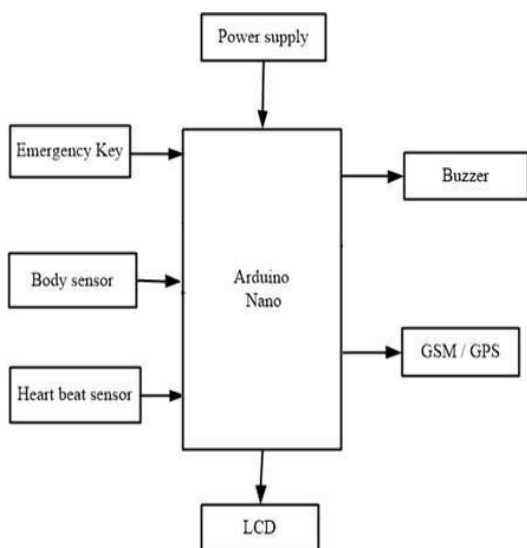 Power supply
Emergency Key
Buzzer
Body sensor
Arduino
Nano
GSM / GPS
Heart beat sensor
LCD